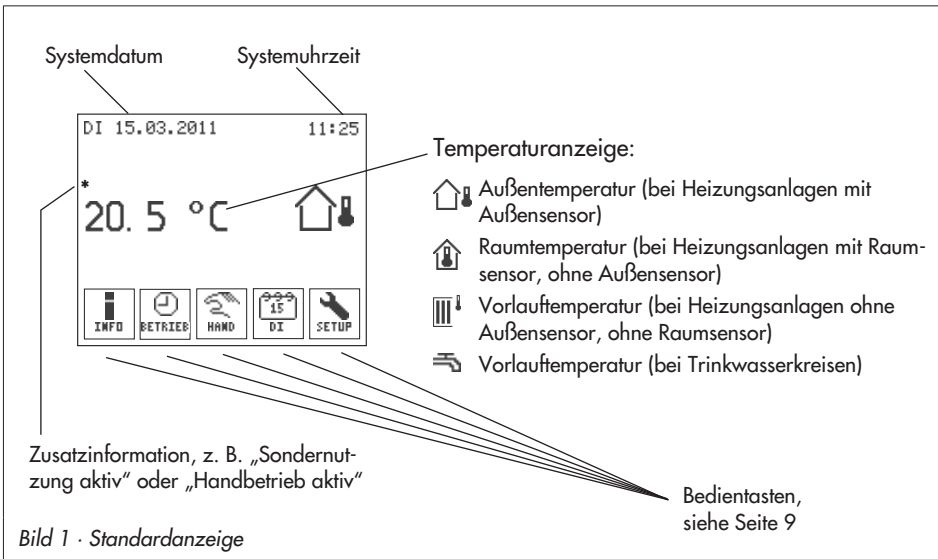 Systemdatum
Systemuhrzeit
DI 15.03.2011
11:25
*
20.5 °C
INFO
BETRIEB
HAND
15
DI
SETUP
Temperaturanzeige:
Außentemperatur (bei Heizungsanlagen mit
Außensensor)
Raumtemperatur (bei Heizungsanlagen mit Raum-
sensor, ohne Außensensor)
Vorlauftemperatur (bei Heizungsanlagen ohne
Außensensor, ohne Raumsensor)
Vorlauftemperatur (bei Trinkwasserkreisen)
Zusatzinformation, z. B. „Sondernut-
zung aktiv“ oder „Handbetrieb aktiv“
Bedientasten,
siehe Seite 9
Bild 1 · Standardanzeige